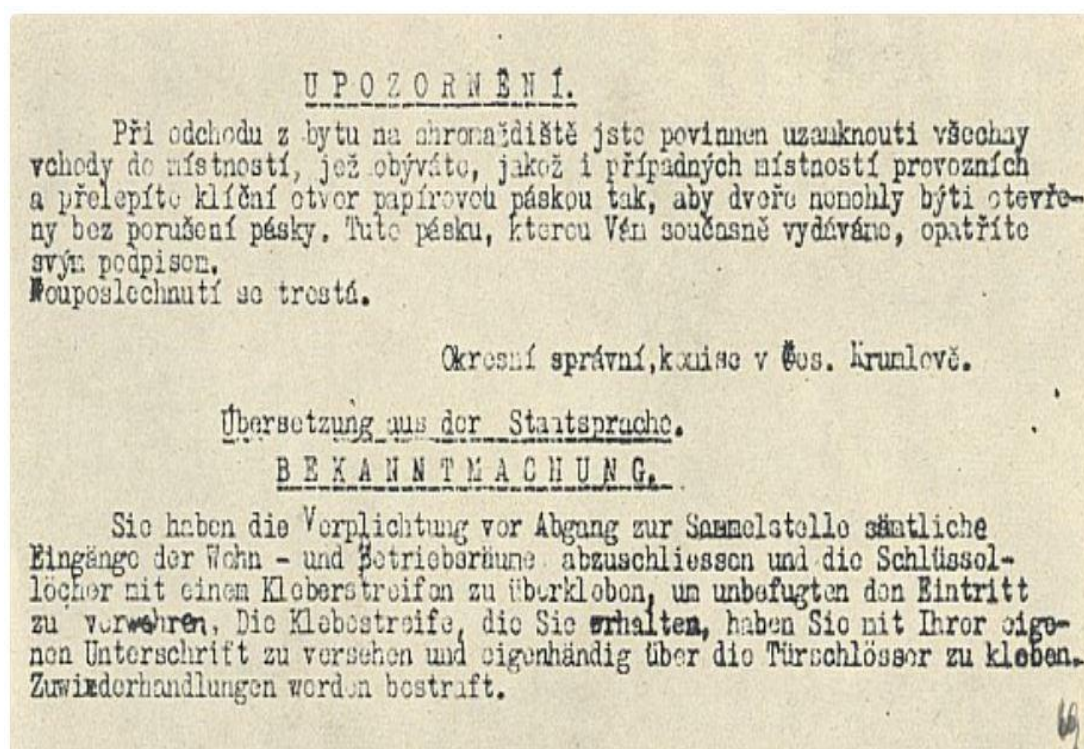 UPOZORNĚNÍ.
Při odchodu z bytu na shromaždiště jste povinnen uzamknouti všechny
vchody do místností, jež obýváte, jakož i případných místností provozních
a přelepíte klíční otvor papírovou páskou tak, aby dveře nemohly býti otevře-
ny bez porušení pásky. Tuto pásku, kterou Vám současně vydáváme, opatříte
svým podpisem.
Neuposlechnutí se trestá.
Okresní správní,komise v Čes. Krumlově.
Übersetzung aus der Staatsprache.
BEKANNTMACHUNG.
Sie haben die Verplichtung vor Abgang zur Sammelstelle sämtliche
Eingänge der Wohn - und Betriebsräume abzuschliessen und die Schlüssel-
löcher mit einem Kleberstreifen zu überkleben, um unbefugten den Eintritt
zu verwehren. Die Klebestreife, die Sie erhalten, haben Sie mit Ihrer eige-
nen Unterschrift zu versehen und eigenhändig über die Türschlösser zu kleben.
Zuwiederhandlungen werden bestraft.